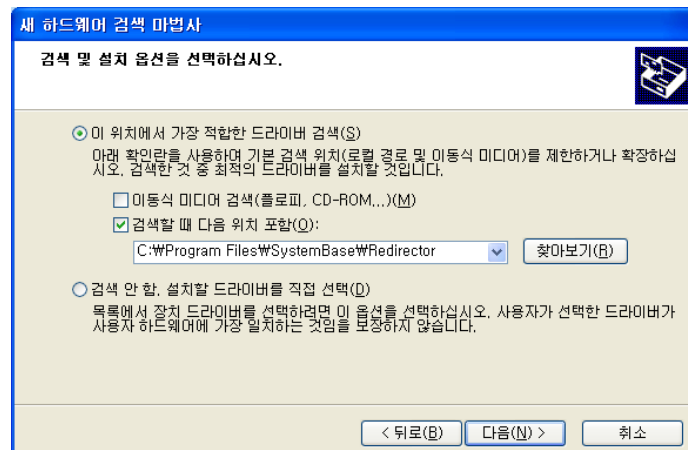 새 하드웨어 검색 마법사
검색 및 설치 옵션을 선택하십시오.
이 위치에서 가장 적합한 드라이버 검색(S)
아래 확인란을 사용하여 기본 검색 위치(로컬 경로 및 이동식 미디어)를 제한하거나 확장하십
시오. 검색한 것 중 최적의 드라이버를 설치할 것입니다.
이동식 미디어 검색(플로피, CD-ROM...)(M)
검색할 때 다음 위치 포함(O):
C:₩Program Files₩SystemBase₩Redirector
찾아보기(R)
검색 안 함. 설치할 드라이버를 직접 선택(D)
목록에서 장치 드라이버를 선택하려면 이 옵션을 선택하십시오. 사용자가 선택한 드라이버가
사용자 하드웨어에 가장 일치하는 것임을 보장하지 않습니다.
< 뒤로(B) 다음(N) > 취소